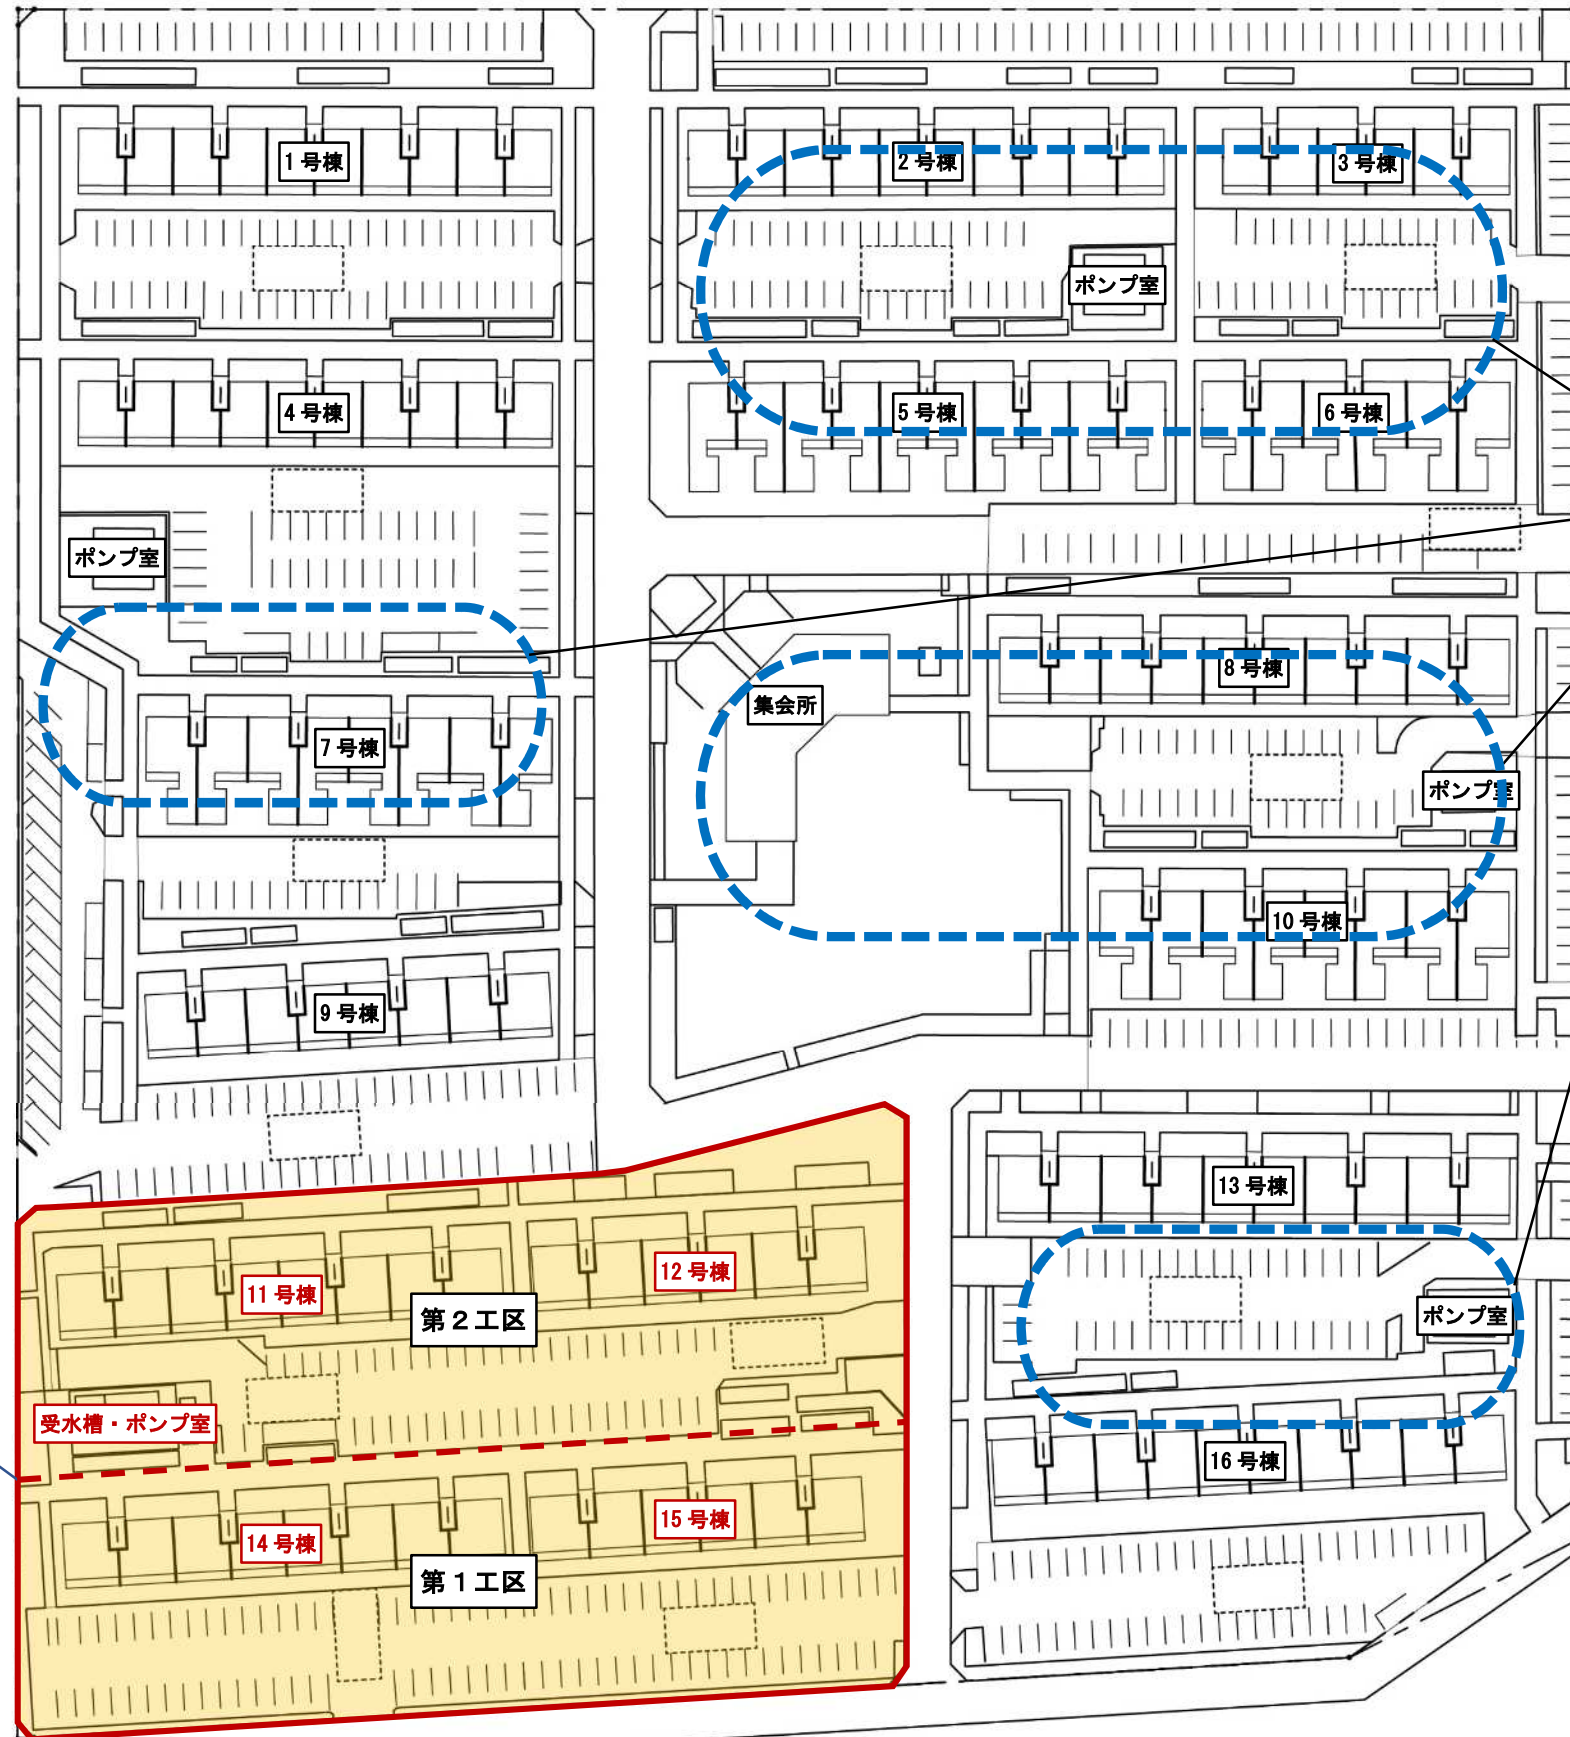 1号棟
2号棟
3号棟
ポンプ室
4号棟
5号棟
6号棟
ポンプ室
7号棟
集会所
8号棟
ポンプ室
10号棟
9号棟
13号棟
11号棟
12号棟
第2工区
ポンプ室
受水槽・ポンプ室
16号棟
14号棟
15号棟
第1工区